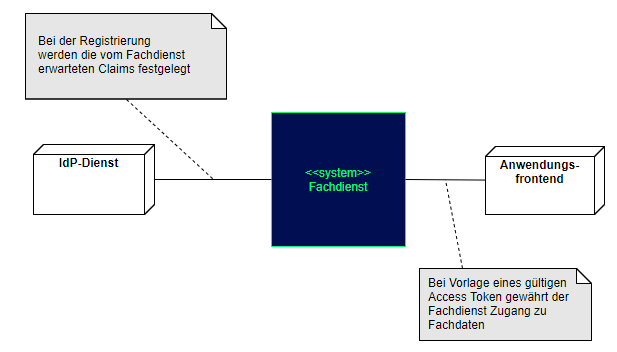 Bei der Registrierung
werden die vom Fachdienst
erwarteten Claims festgelegt
IdP-Dienst
<<system>>
Fachdienst
Anwendungs-
frontend
Bei Vorlage eines gültigen
Access Token gewährt der
Fachdienst Zugang zu
Fachdaten